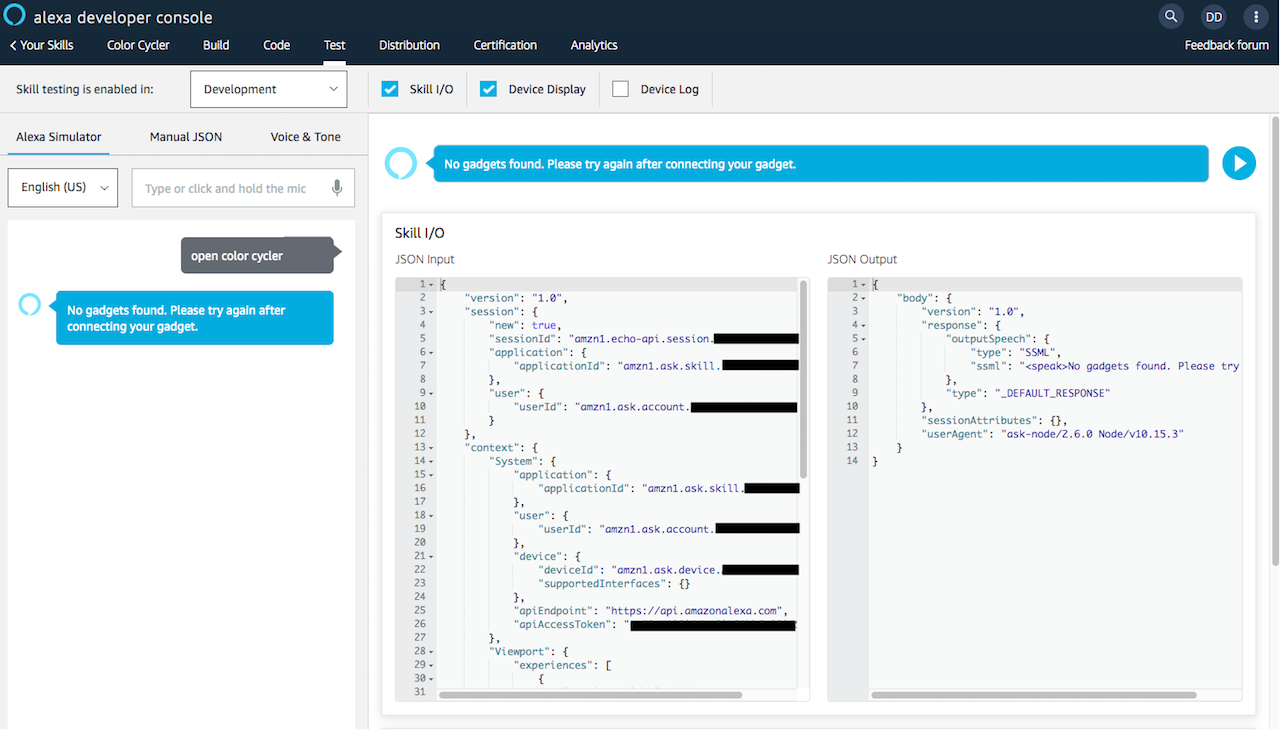 alexa developer console
DD
Your Skills
Color Cycler
Build
Code
Test
Distribution
Certification
Analytics
Feedback forum
Skill testing is enabled in:
Development
Skill I/O
Device Display
Device Log
Alexa Simulator
Manual JSON
Voice & Tone
English (US)
Type or click and hold the mic
open color cycler
No gadgets found. Please try again after
connecting your gadget.
No gadgets found. Please try again after connecting your gadget.
Skill I/O
JSON Input
1 {
2 "version": "1.0",
3 "session": {
4 "new": true,
5 "sessionId": "amzn1.echo-api.session.
6 "application": {
7 "applicationId": "amzn1.ask.skill.
8 },
9 "user": {
10 "userId": "amzn1.ask.account.
11 }
12 },
13 "context": {
14 "System": {
15 "application": {
16 "applicationId": "amzn1.ask.skill.
17 },
18 "user": {
19 "userId": "amzn1.ask.account.
20 },
21 "device": {
22 "deviceId": "amzn1.ask.device.
23 "supportedInterfaces": {}
24 },
25 "apiEndpoint": "https://api.amazonalexa.com",
26 "apiAccessToken": "
27 },
28 "Viewport": {
29 "experiences": [
30 {
31
JSON Output
1 {
2 "body": {
3 "version": "1.0",
4 "response": {
5 "outputSpeech": {
6 "type": "SSML",
7 "ssml": "<speak>No gadgets found. Please try
8 },
9 "type": "_DEFAULT_RESPONSE"
10 },
11 "sessionAttributes": {},
12 "userAgent": "ask-node/2.6.0 Node/v10.15.3"
13 }
14 }